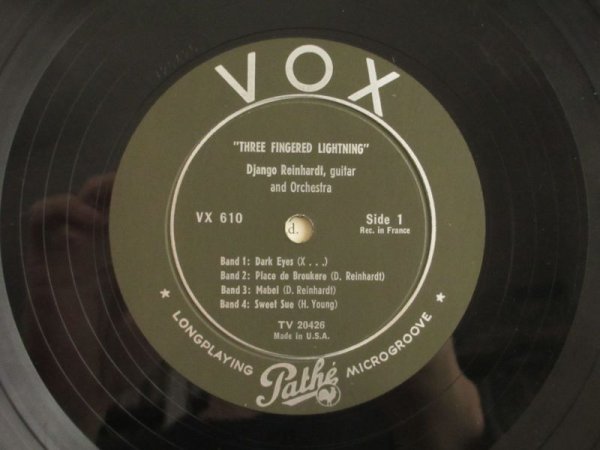 VOX
"THREE FINGERED LIGHTNING"
Django Reinhardt, guitar
and Orchestra
VX 610
d.
Side 1
Rec. in France
Band 1: Dark Eyes (X . . .)
Band 2: Place de Broukere (D. Reinhardt)
Band 3: Mabel (D. Reinhardt)
Band 4: Sweet Sue (H. Young)
TV 20426
Made in U.S.A.
★ LONGPLAYING Pathé MICROGROOVE ★